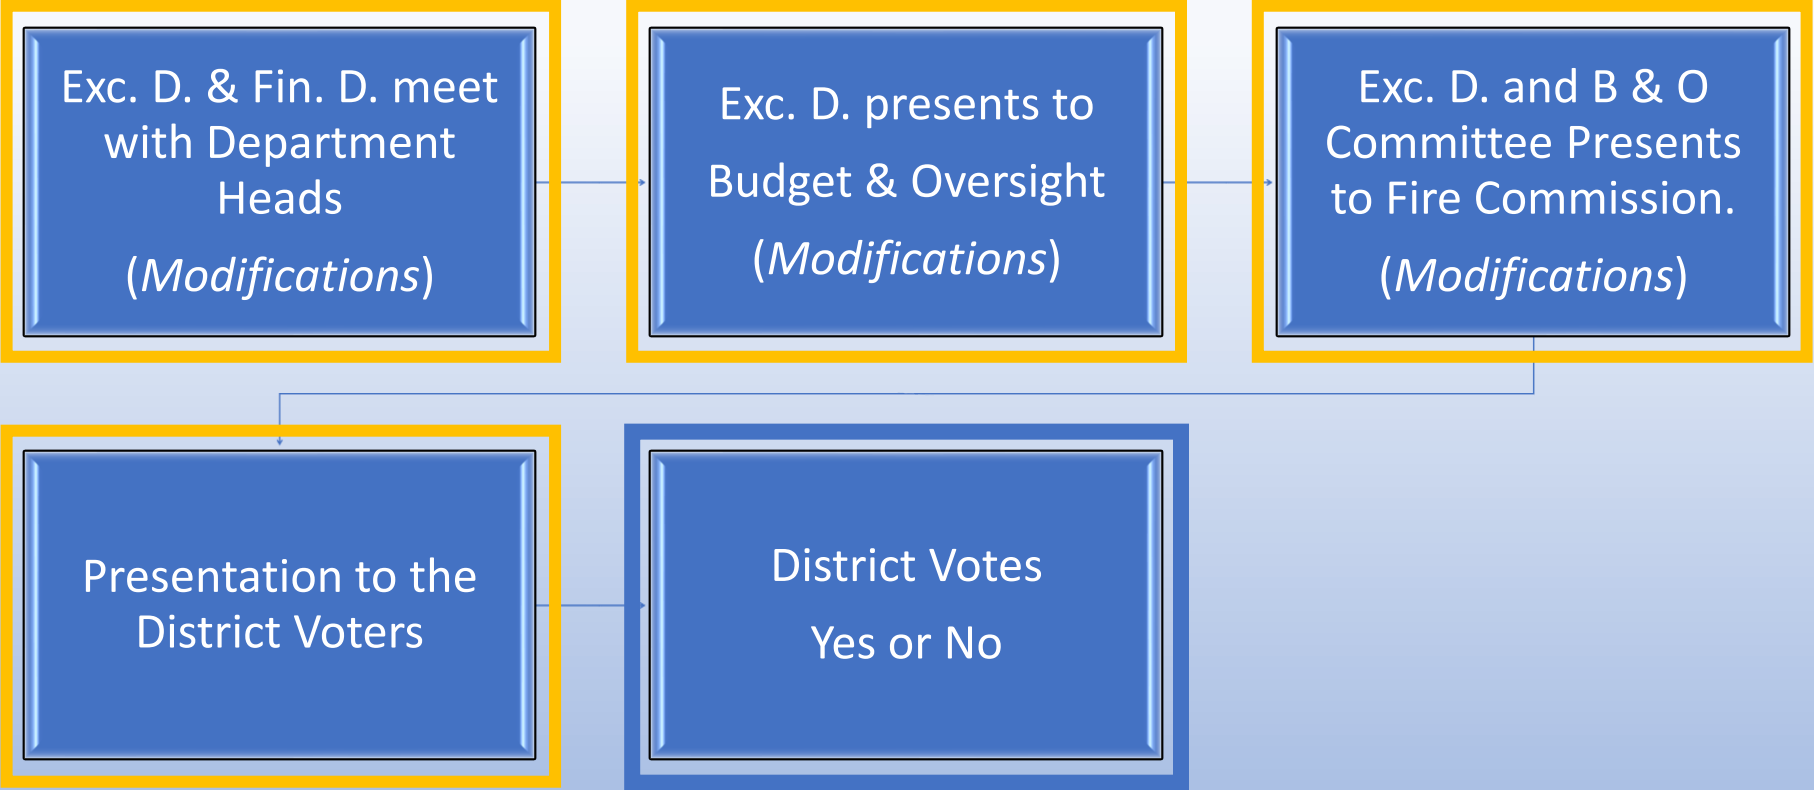 Exc. D. & Fin. D. meet
with Department
Heads
(Modifications)
Exc. D. presents to
Budget & Oversight
(Modifications)
Exc. D. and B & O
Committee Presents
to Fire Commission.
(Modifications)
Presentation to the
District Voters
District Votes
Yes or No